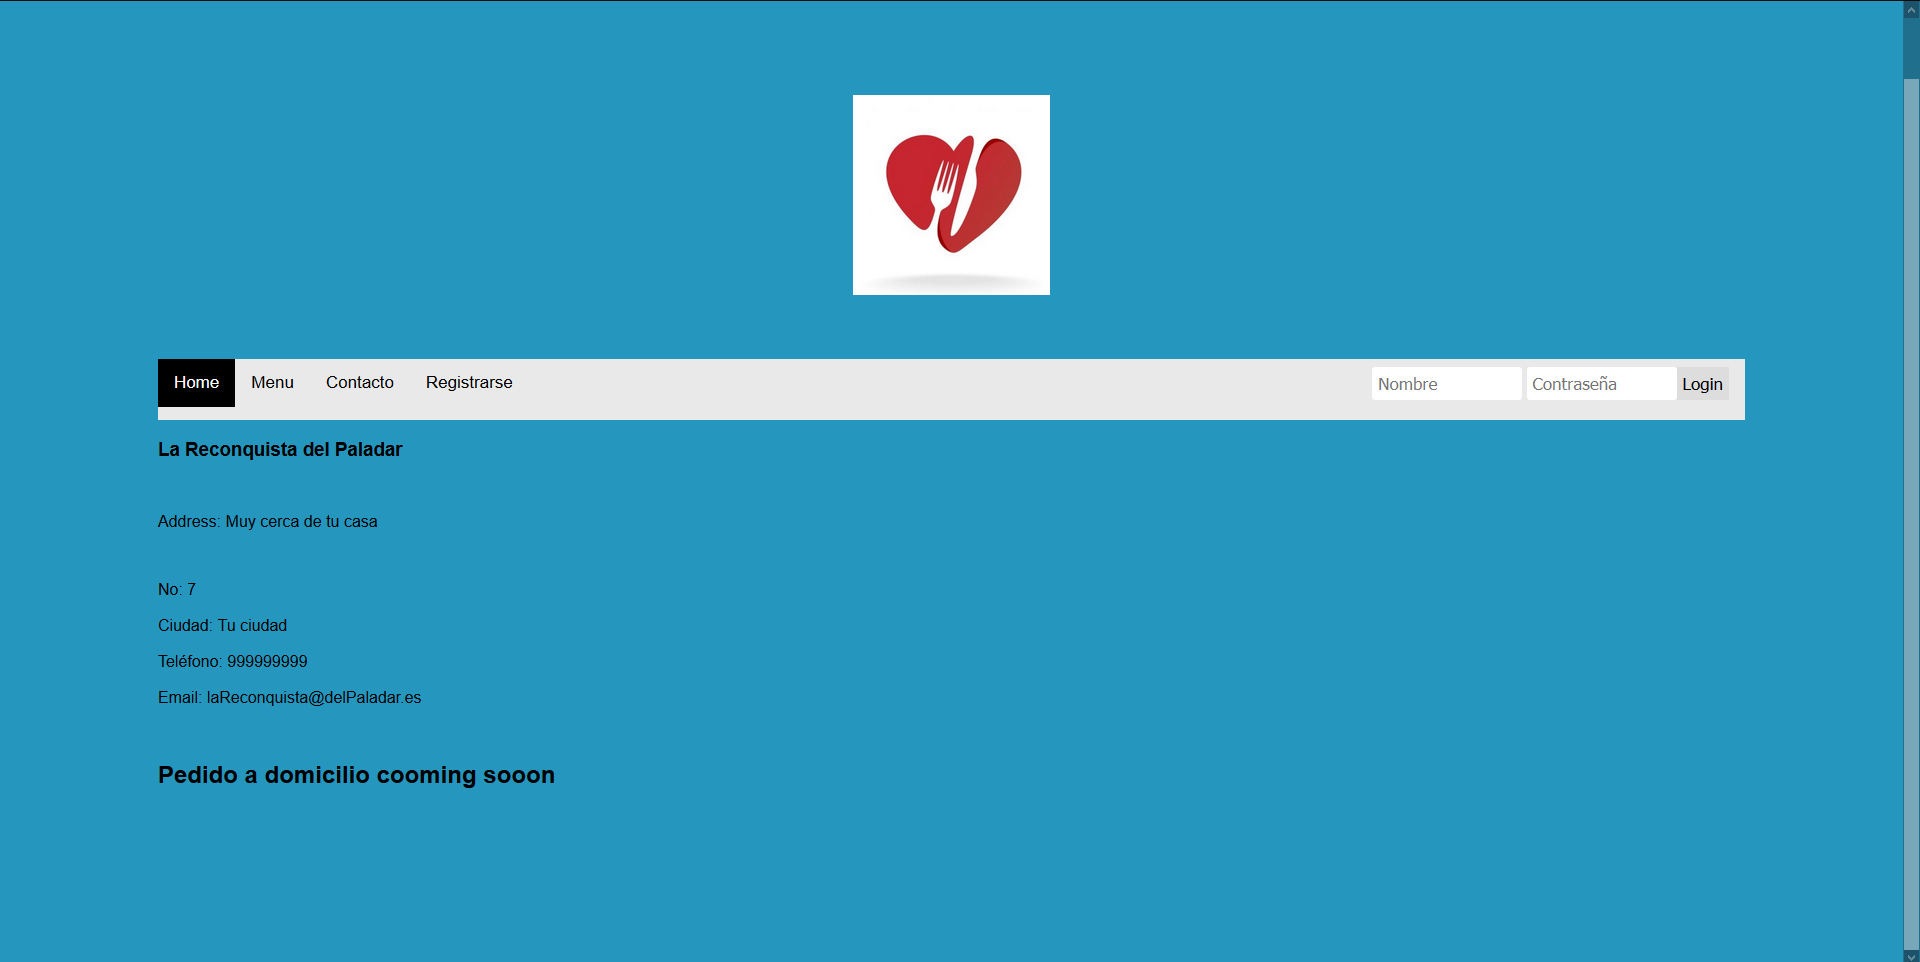 Home Menu Contacto Registrarse Nombre Contraseña Login
La Reconquista del Paladar
Address: Muy cerca de tu casa
No: 7
Ciudad: Tu ciudad
Teléfono: 999999999
Email: laReconquista@delPaladar.es
Pedido a domicilio cooming sooon